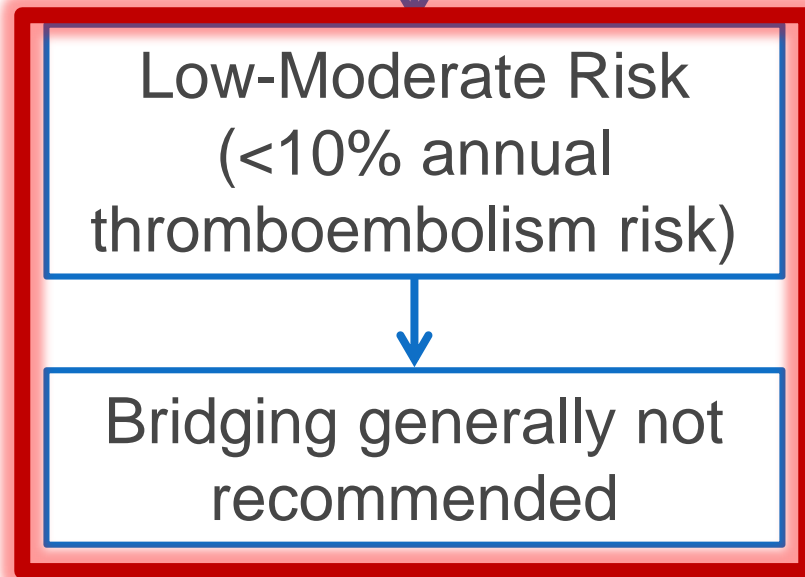 Low-Moderate Risk
(<10% annual
thromboembolism risk)
Bridging generally not
recommended